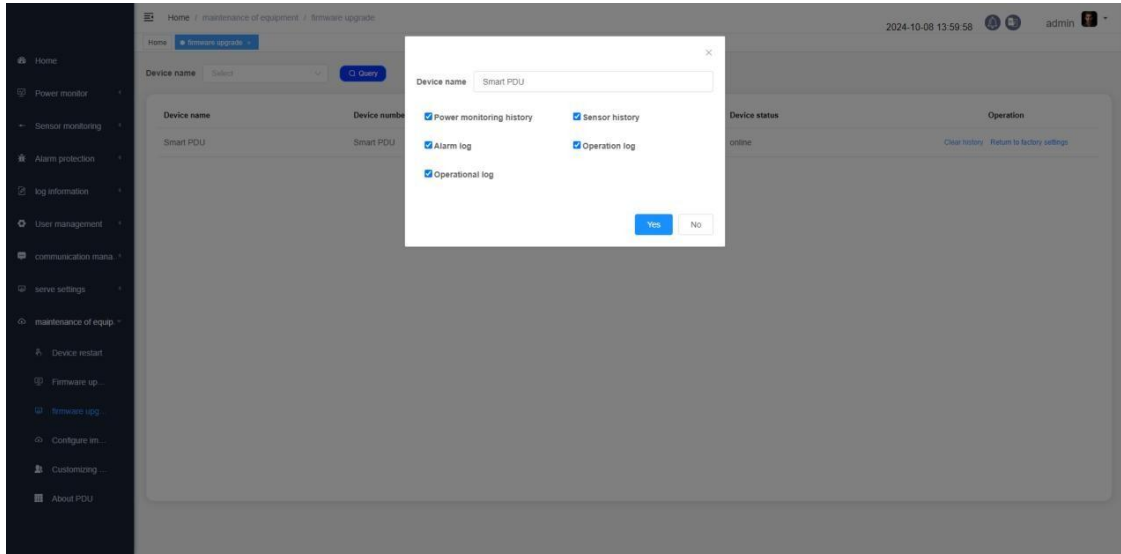 Home / maintenance of equipment / firmware upgrade
2024-10-08 13:59:58
admin
Home
firmware upgrade ×
Home
Power monitor
Sensor monitoring
Alarm protection
log information
User management
communication mana.
serve settings
maintenance of equip.
Device restart
Firmware up...
firmware upg...
Configure im...
Customizing ...
About PDU
Device name Select Query
Device name Device numbe Device status Operation
Smart PDU Smart PDU online Clear history Return to factory settings
×
Device name Smart PDU
Power monitoring history Sensor history
Alarm log Operation log
Operational log
Yes No